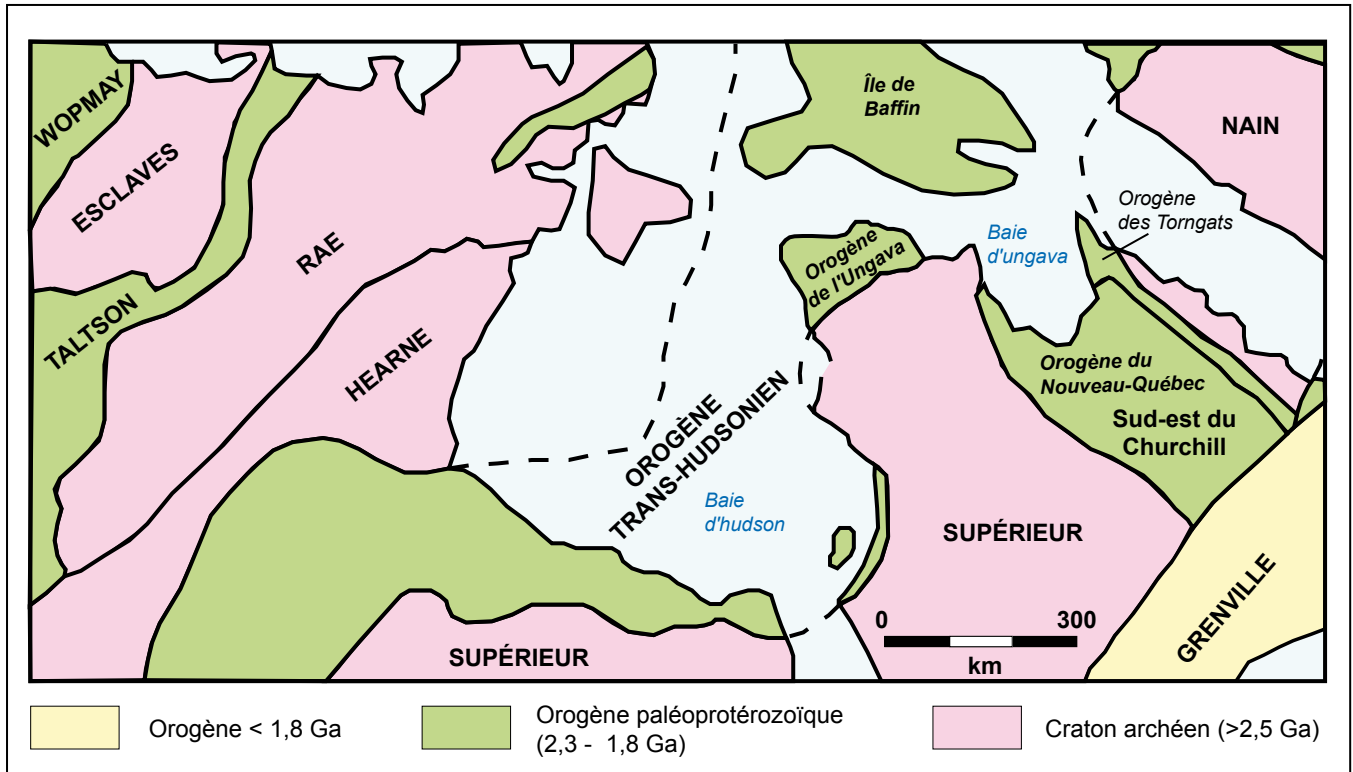 WOPMAY
ESCLAVES
TALTSON
RAE
HEARNE
Île de
Baffin
NAIN
Orogène
des Torngats
Baie
d'ungava
Orogène
de l'Ungava
Orogène du
Nouveau-Québec
Sud-est du
Churchill
OROGÈNE
TRANS-HUDSONIEN
Baie
d'hudson
SUPÉRIEUR
SUPÉRIEUR
GRENVILLE
0 300
km
Orogène < 1,8 Ga
Orogène paléoprotérozoïque
(2,3 - 1,8 Ga)
Craton archéen (>2,5 Ga)